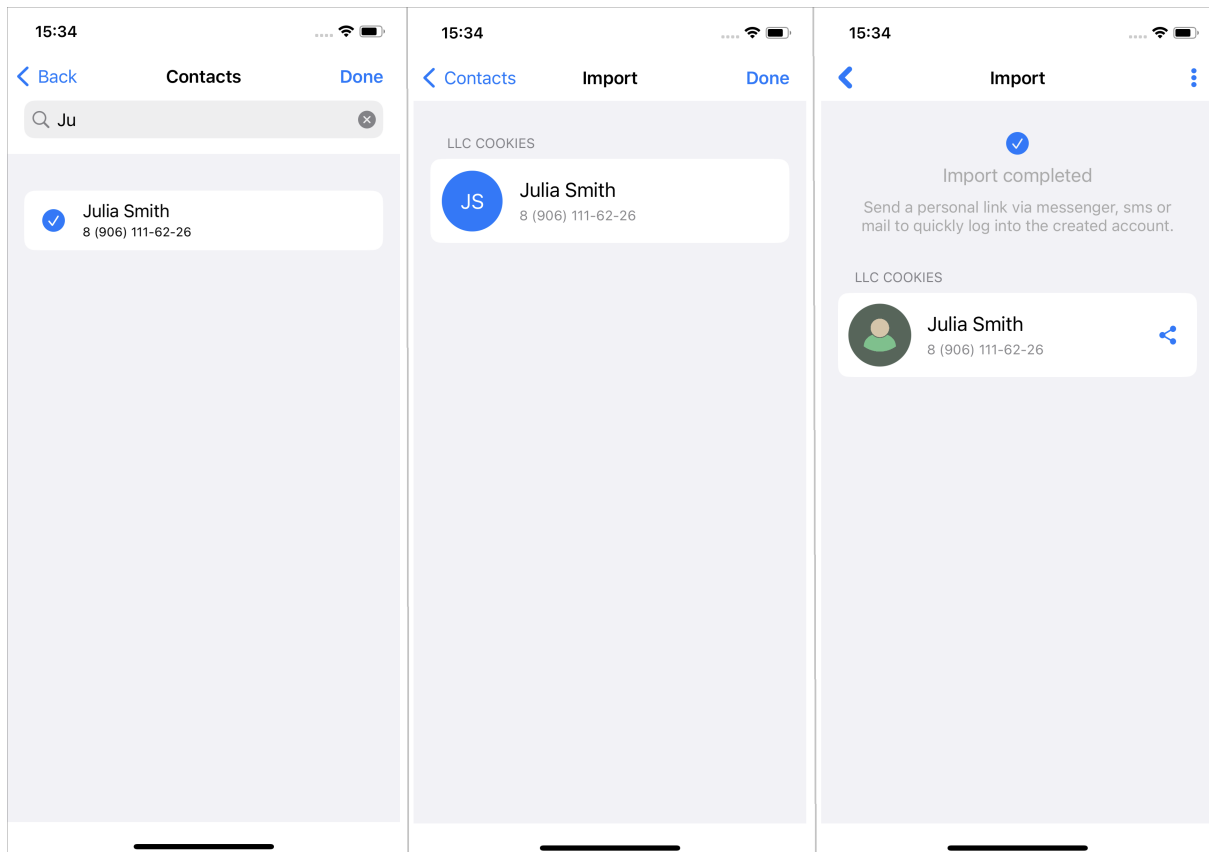 15:34
Back
Contacts
Done
Ju
Julia Smith
8 (906) 111-62-26
15:34
Contacts
Import
Done
LLC COOKIES
JS
Julia Smith
8 (906) 111-62-26
15:34
Import
Import completed
Send a personal link via messenger, sms or
mail to quickly log into the created account.
LLC COOKIES
Julia Smith
8 (906) 111-62-26